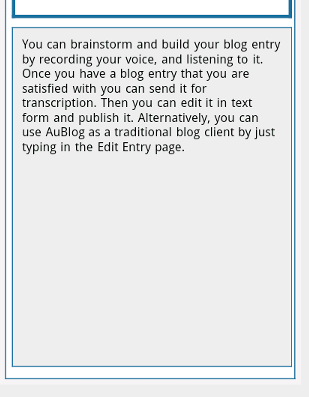 You can brainstorm and build your blog entry
by recording your voice, and listening to it.
Once you have a blog entry that you are
satisfied with you can send it for
transcription. Then you can edit it in text
form and publish it. Alternatively, you can
use AuBlog as a traditional blog client by just
typing in the Edit Entry page.